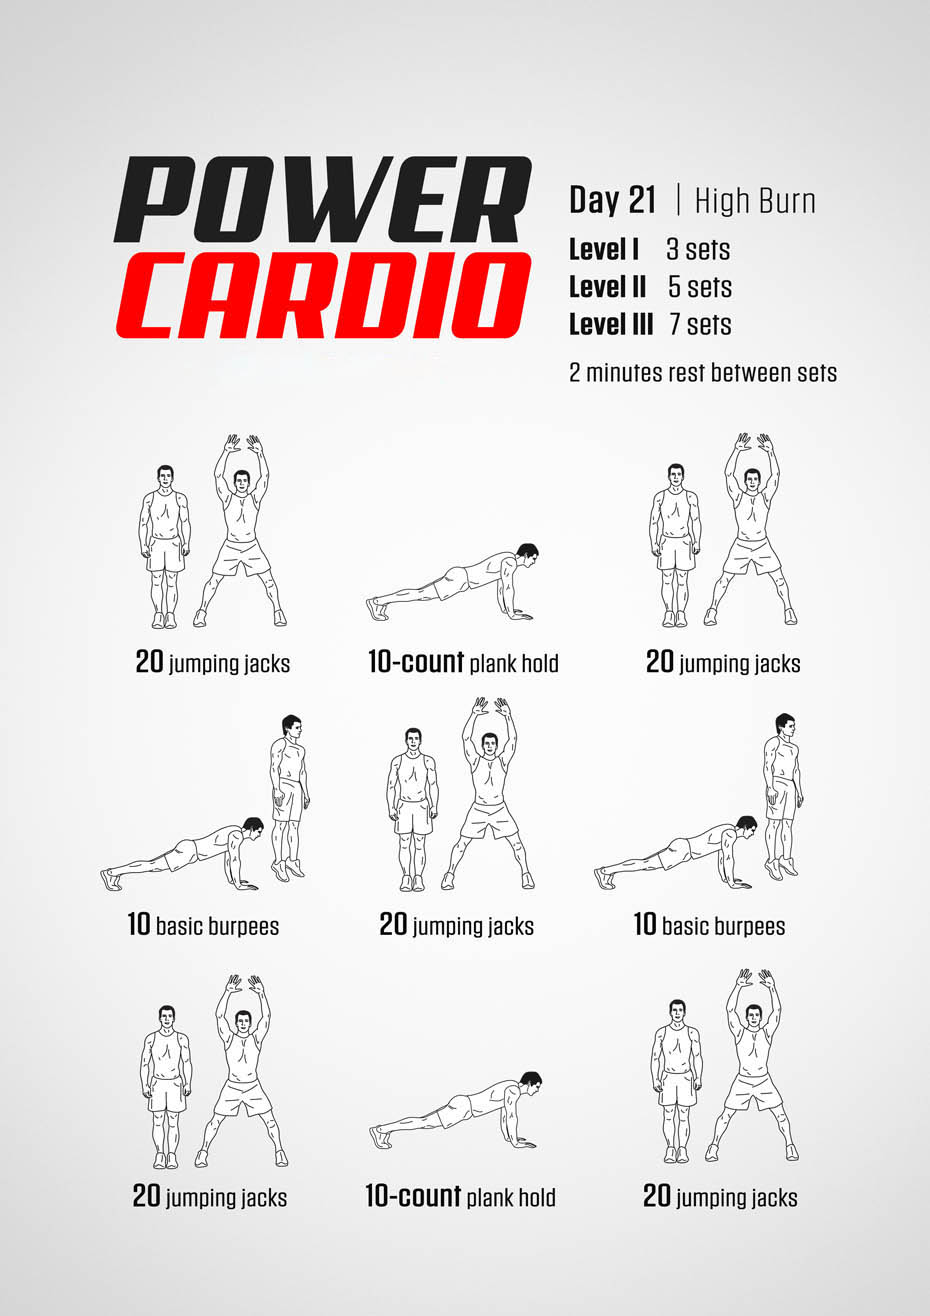 POWER
CARDIO
Day 21 | High Burn
Level I 3 sets
Level II 5 sets
Level III 7 sets
2 minutes rest between sets
20 jumping jacks
10-count plank hold
20 jumping jacks
10 basic burpees
20 jumping jacks
10 basic burpees
20 jumping jacks
10-count plank hold
20 jumping jacks